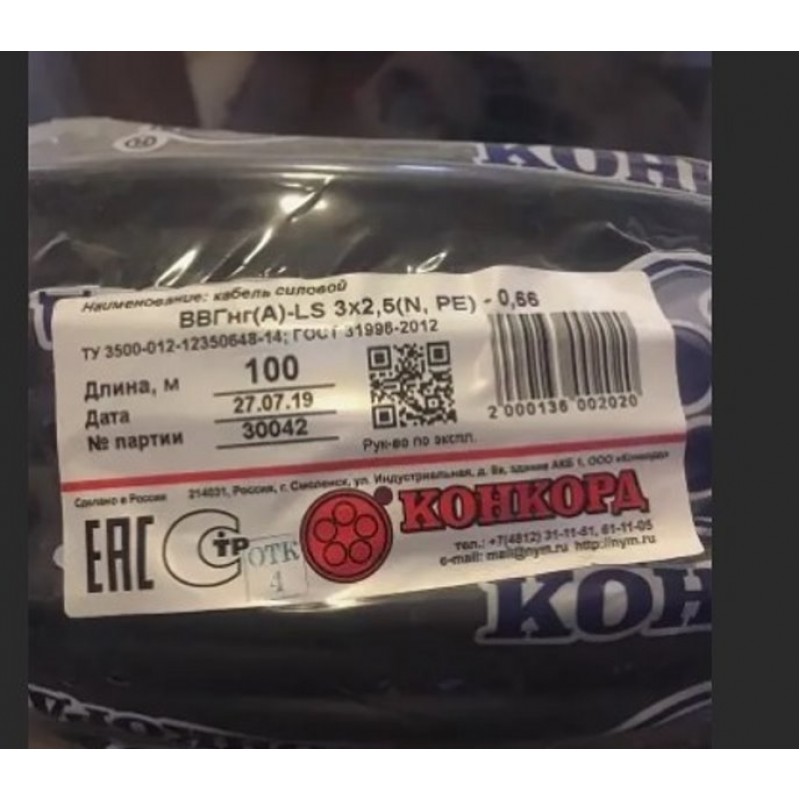 КОН
Наименование: кабель силовой
ВВГнг(А)-LS 3х2,5(N, PE) - 0,66
ТУ 3500-012-12350648-14; ГОСТ 31996-2012
Длина, м 100
Дата 27.07.19
№ партии 30042
Рук-во по экспл.
2 000136 002020
Сделано в России
214031, Россия, г. Смоленск, ул. Индустриальная, д. 9а, здание АКБ 1, ООО «Конкорд»
ЕАС
СТР
ОТК
4
КОНКОРД
тел.: +7(4812) 31-11-51, 61-11-05
e-mail: mail@nym.ru http://nym.ru
КОН